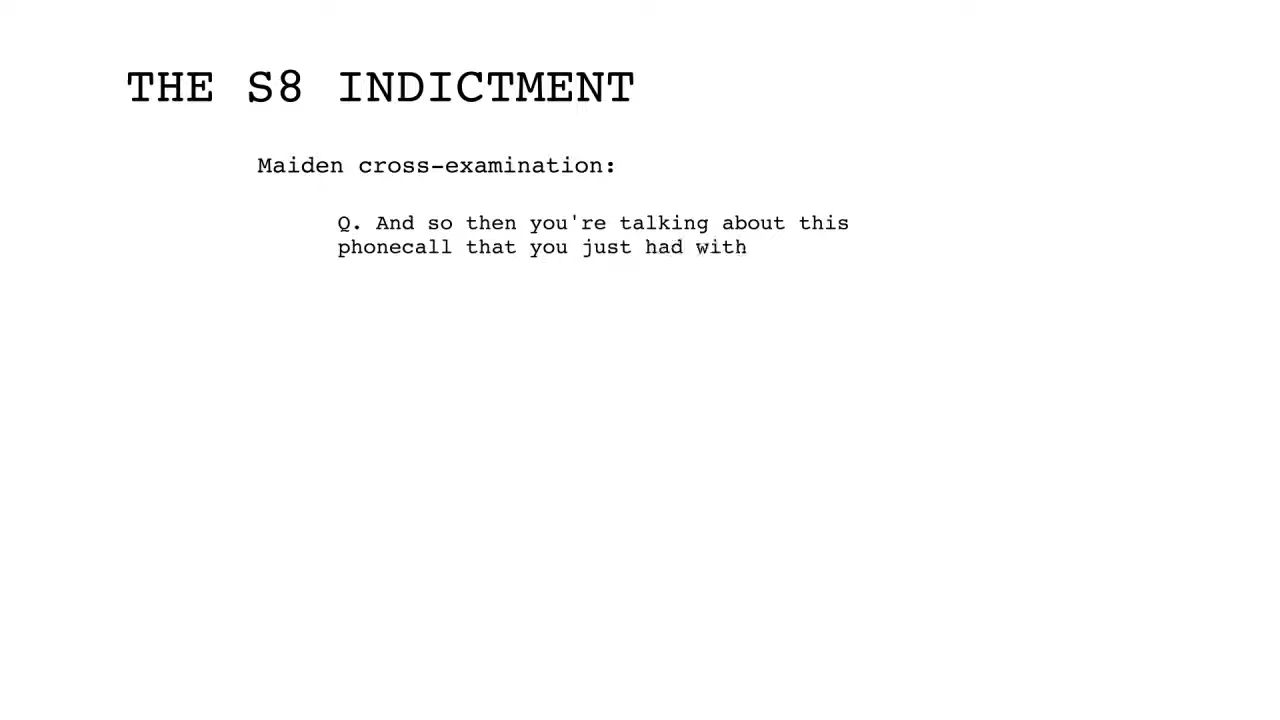 THE S8 INDICTMENT
Maiden cross-examination:
Q. And so then you're talking about this
phonecall that you just had with